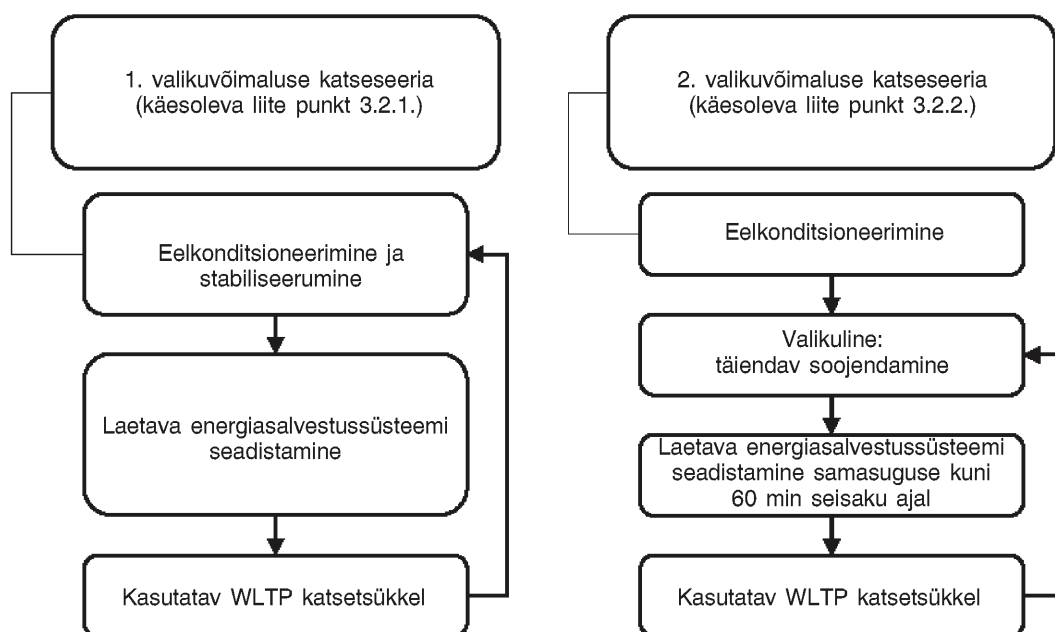 1. valikuvõimaluse katseseeria
(käesoleva liite punkt 3.2.1.)
Eelkonditsioneerimine ja
stabiliseerumine
Laetava energiasalvestussüsteemi
seadistamine
Kasutatav WLTP katsetsükkel
2. valikuvõimaluse katseseeria
(käesoleva liite punkt 3.2.2.)
Eelkonditsioneerimine
Valikuline:
täiendav soojendamine
Laetava energiasalvestussüsteemi
seadistamine samasuguse kuni
60 min seisaku ajal
Kasutatav WLTP katsetsükkel